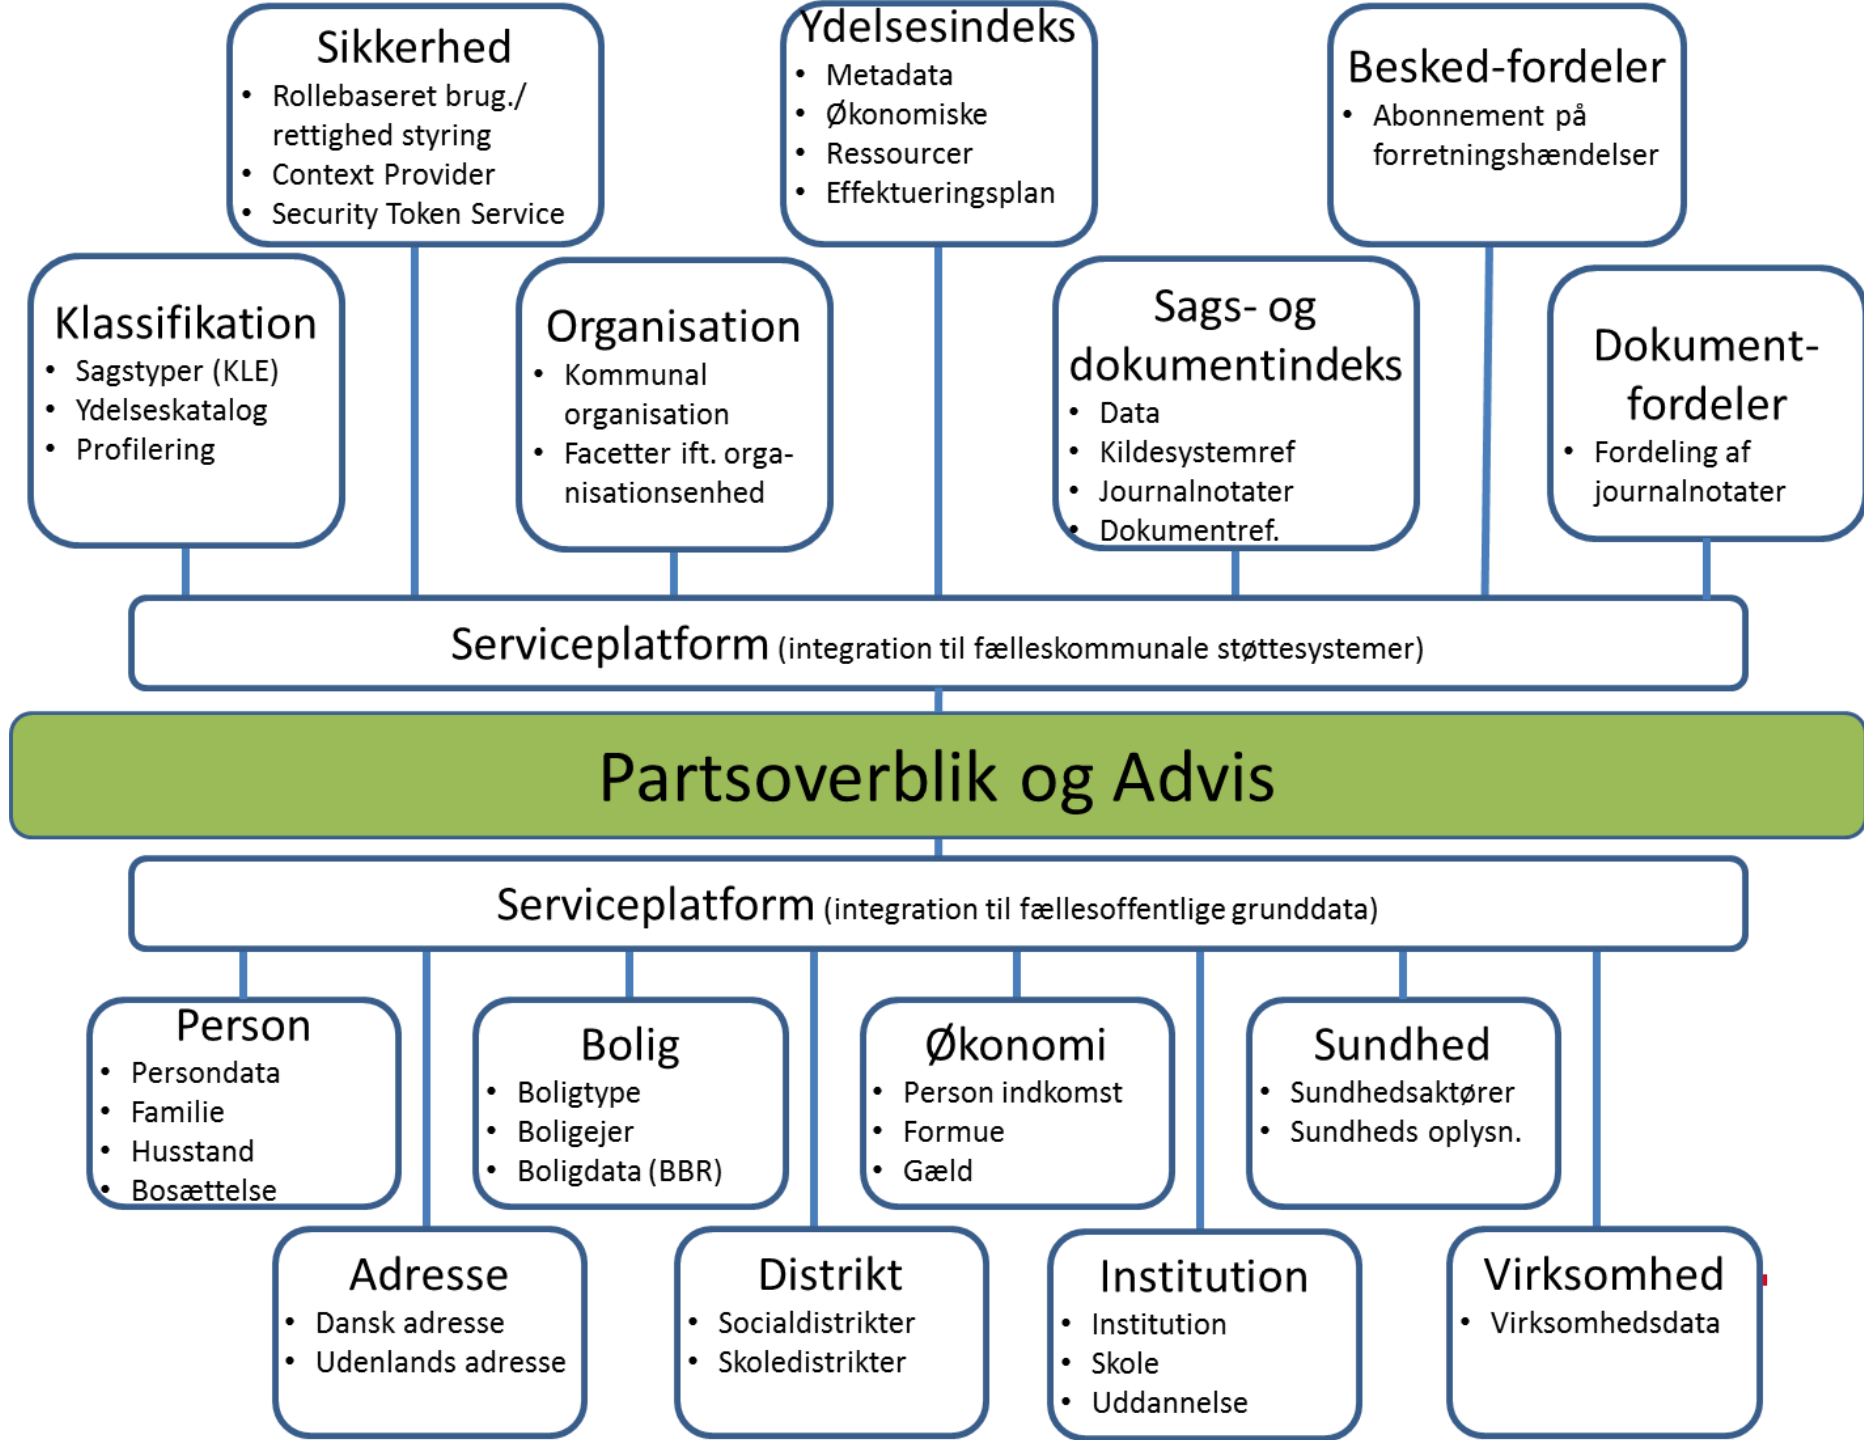 Sikkerhed
• Rollebaseret brug./
rettighed styring
• Context Provider
• Security Token Service
Ydelsesindeks
• Metadata
• Økonomiske
• Ressourcer
• Effektueringsplan
Besked-fordeler
• Abonnement på
forretningshændelser
Klassifikation
• Sagstyper (KLE)
• Ydelseskatalog
• Profilering
Organisation
• Kommunal
organisation
• Facetter ift. orga-
nisationsenhed
Sags- og
dokumentindeks
• Data
• Kildesystemref
• Journalnotater
• Dokumentref.
Dokument-
fordeler
• Fordeling af
journalnotater
Serviceplatform (integration til fælleskommunale støttesystemer)
Partsoverblik og Advis
Serviceplatform (integration til fællesoffentlige grunddata)
Person
• Persondata
• Familie
• Husstand
• Bosættelse
Bolig
• Boligtype
• Boligejer
• Boligdata (BBR)
Økonomi
• Person indkomst
• Formue
• Gæld
Sundhed
• Sundhedsaktører
• Sundheds oplysn.
Adresse
• Dansk adresse
• Udenlands adresse
Distrikt
• Socialdistrikter
• Skoledistrikter
Institution
• Institution
• Skole
• Uddannelse
Virksomhed
• Virksomhedsdata